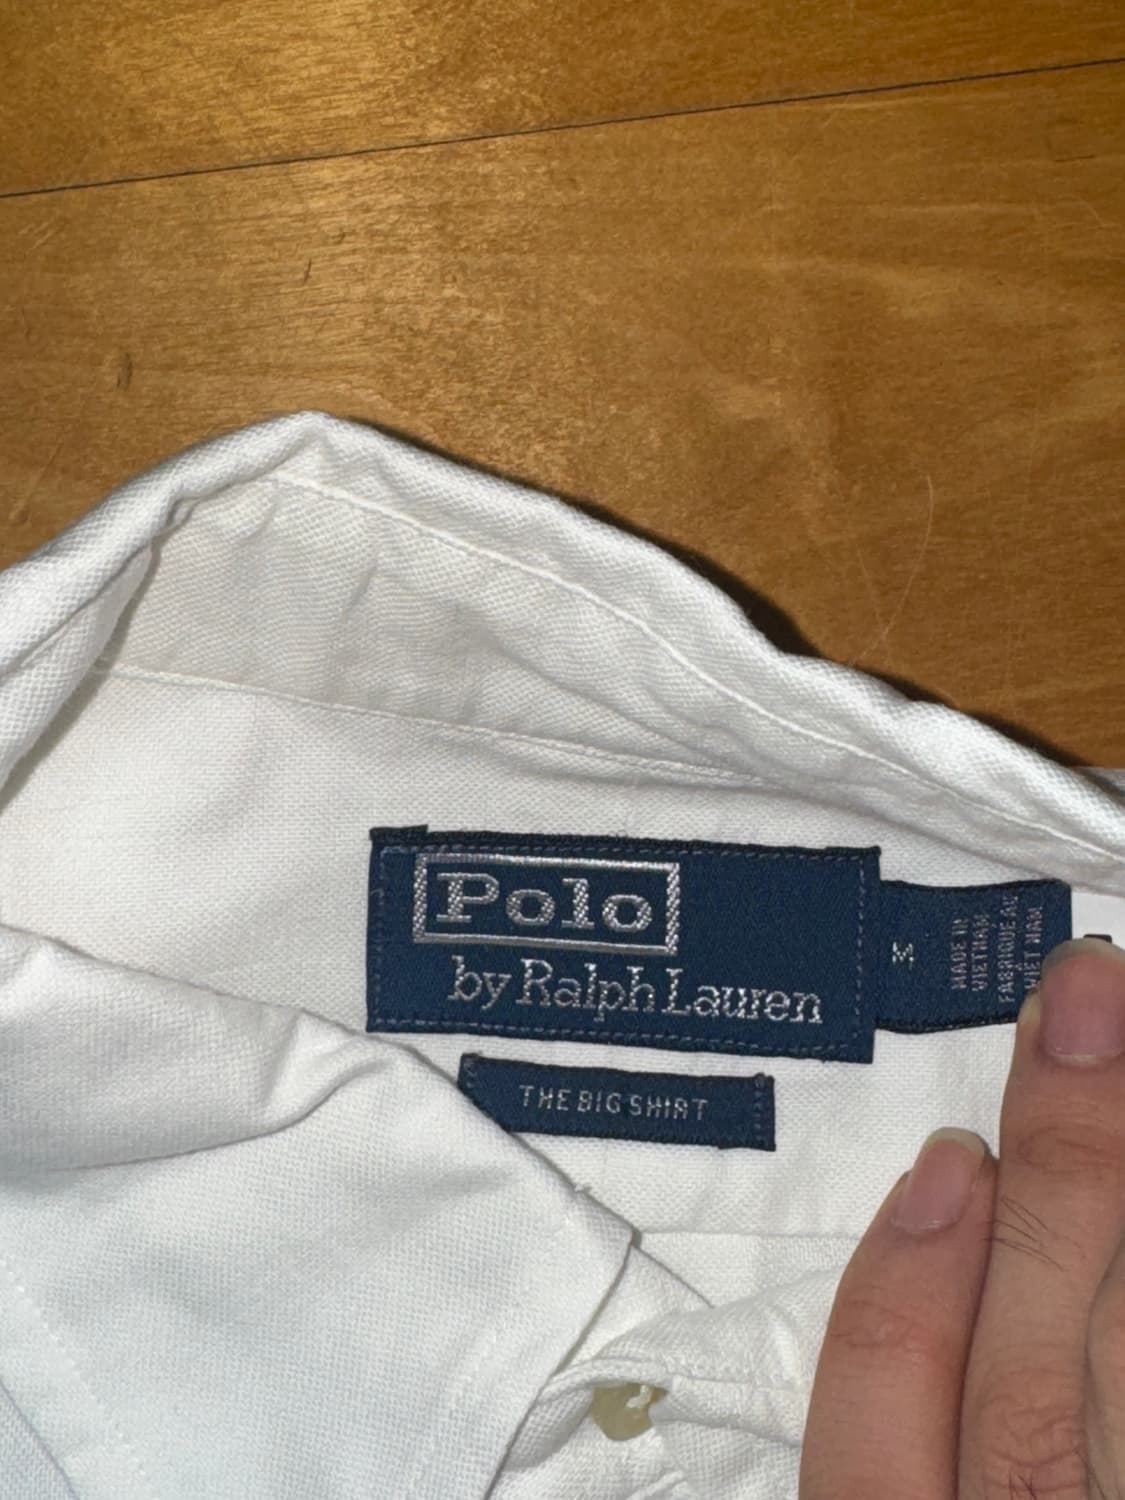 Polo
by Ralph Lauren
M
MADE IN
VIETNAM
FABRIQUE AU
VIET NAM
THE BIG SHIRT